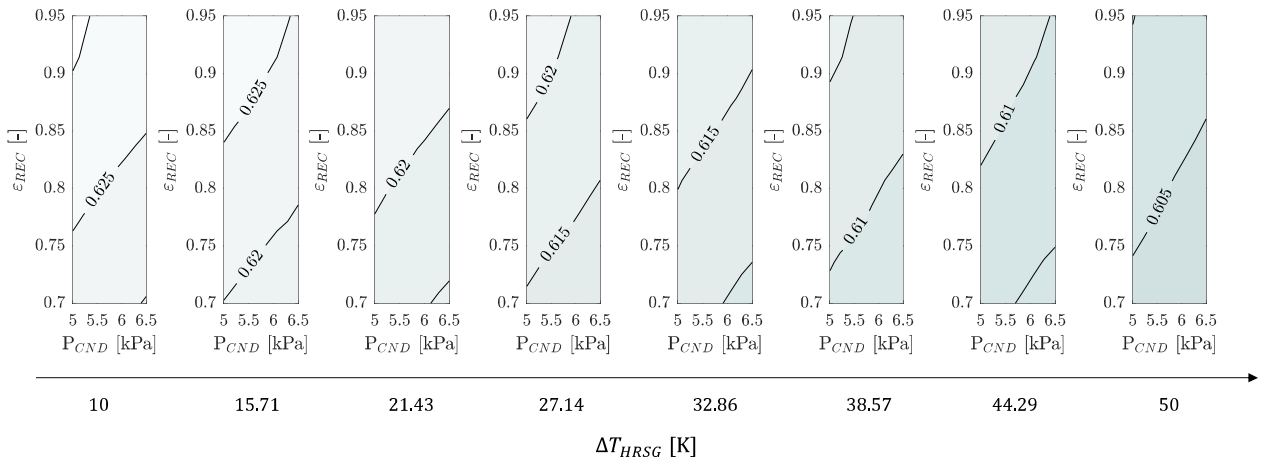 0.95 0.95 0.95 0.95 0.95 0.95 0.95 0.95
0.9 0.9 0.9 0.9 0.9 0.9 0.9 0.9
0.625 0.62 0.61
0.85 0.85 0.85 0.85 0.85 0.85 0.85 0.85
ε_REC [-] ε_REC [-] ε_REC [-] ε_REC [-] ε_REC [-] ε_REC [-] ε_REC [-] ε_REC [-]
0.625 0.62 0.615 0.605
0.8 0.8 0.8 0.8 0.8 0.8 0.8 0.8
0.75 0.75 0.75 0.75 0.75 0.75 0.75 0.75
0.62 0.615 0.61
0.7 0.7 0.7 0.7 0.7 0.7 0.7 0.7
5 5.5 6 6.5 5 5.5 6 6.5 5 5.5 6 6.5 5 5.5 6 6.5 5 5.5 6 6.5 5 5.5 6 6.5 5 5.5 6 6.5 5 5.5 6 6.5
P_CND [kPa] P_CND [kPa] P_CND [kPa] P_CND [kPa] P_CND [kPa] P_CND [kPa] P_CND [kPa] P_CND [kPa]
10 15.71 21.43 27.14 32.86 38.57 44.29 50
ΔT_HRSG [K]